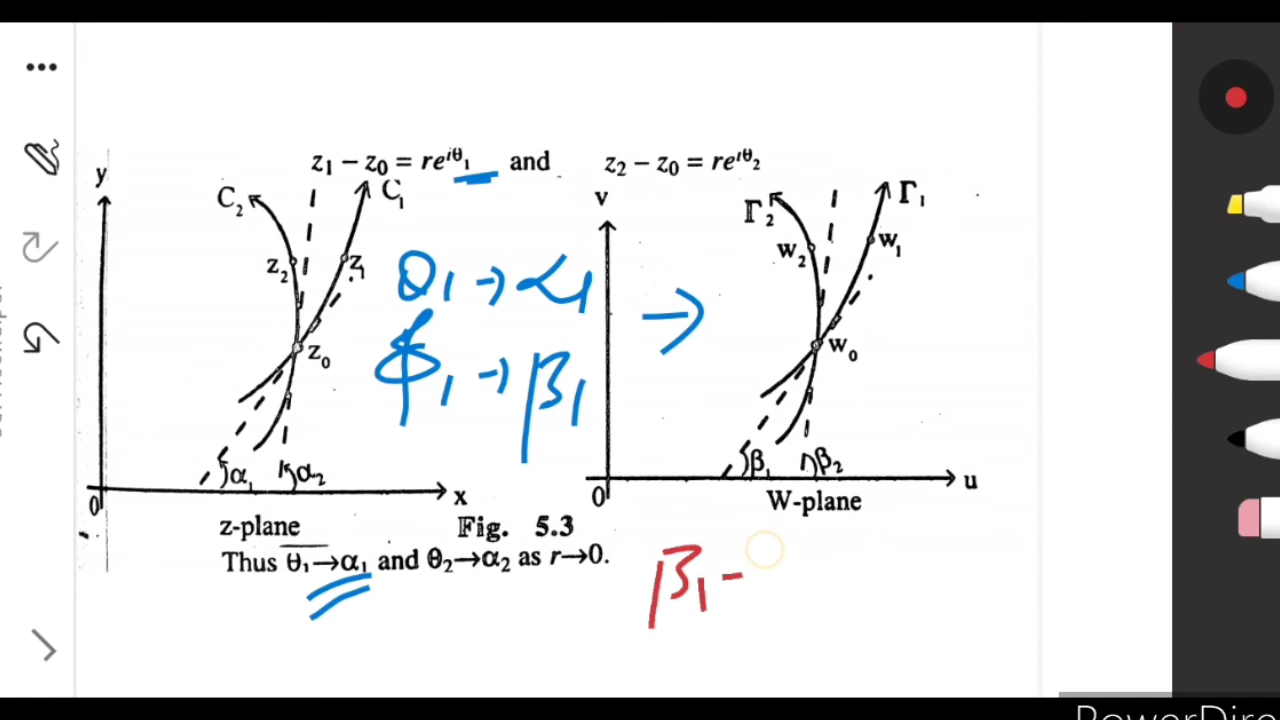 z₁ − z₀ = re^iθ₁ and z₂ − z₀ = re^iθ₂
y
C₂
C₁
z₂
z₁
z₀
α₁
α₂
0
x
z-plane
θ₁→α₁
ϕ₁→β₁
→
v
Γ₂
Γ₁
w₂
w₁
w₀
β₁
β₂
0
u
W-plane
Fig. 5.3
Thus θ₁→α₁ and θ₂→α₂ as r→0.
β₁ -
PowerDire